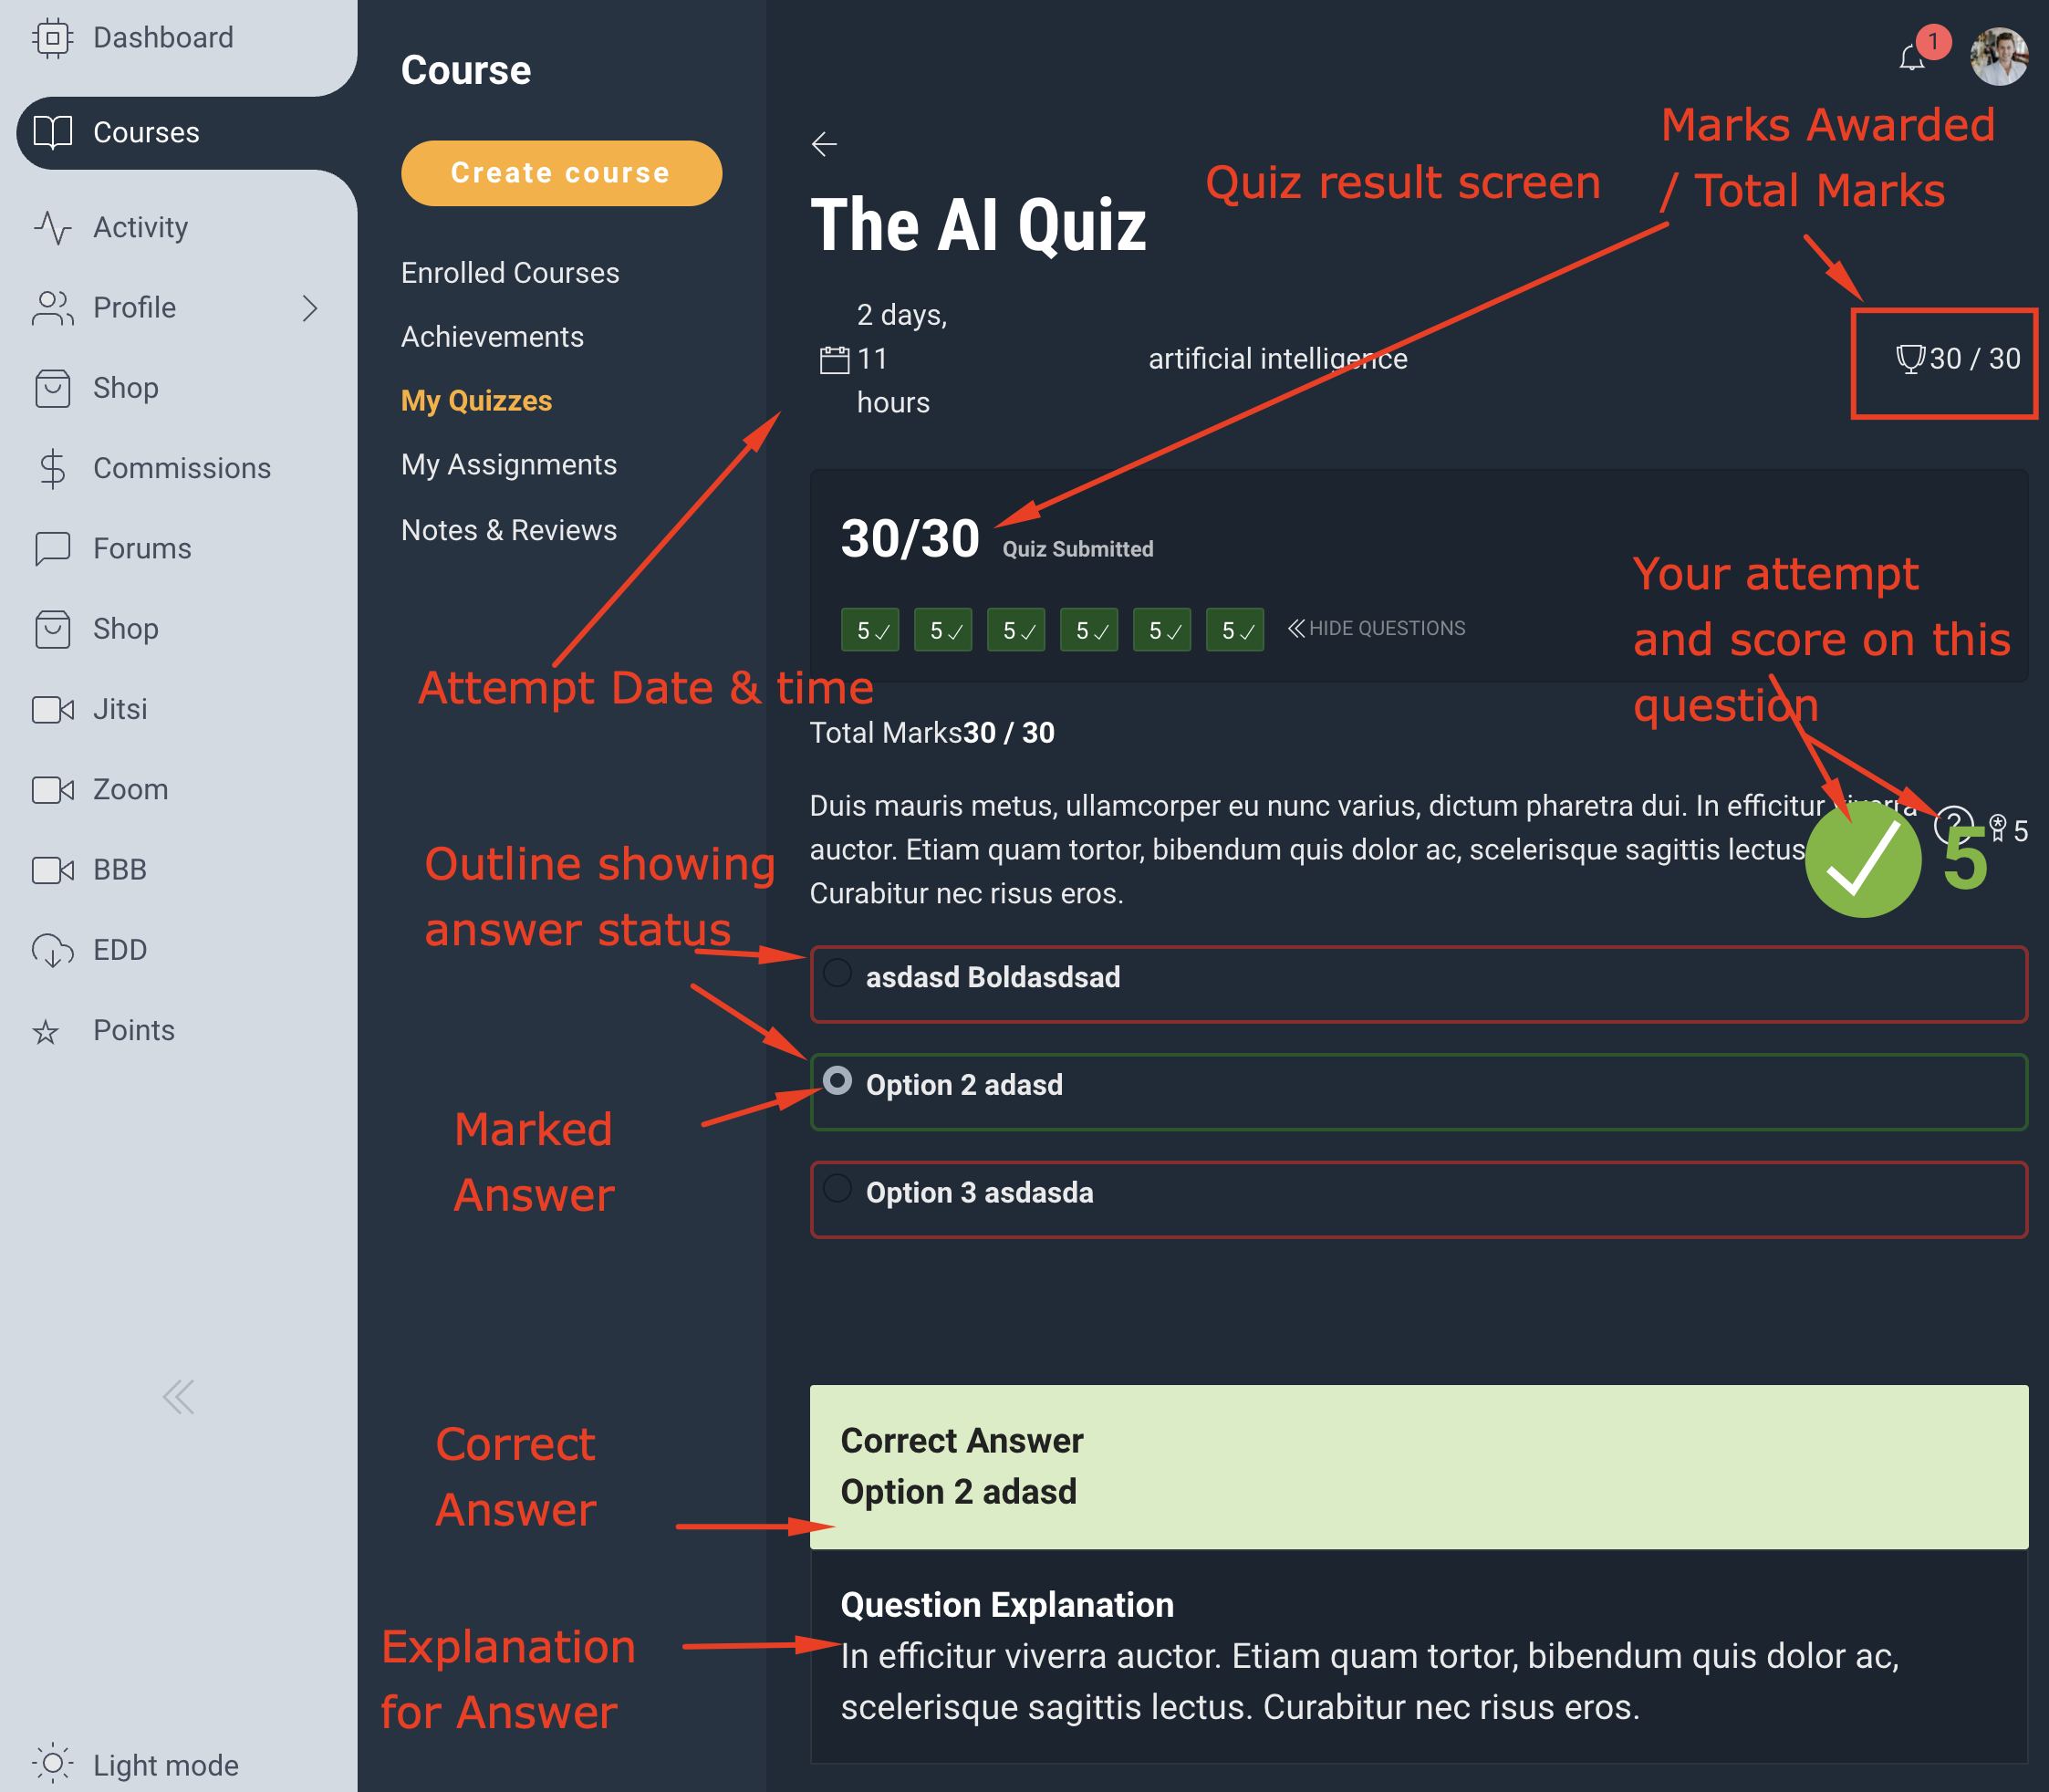 Dashboard
Courses
Activity
Profile
Shop
Commissions
Forums
Shop
Jitsi
Zoom
BBB
EDD
Points
Light mode
Course
Create course
Enrolled Courses
Achievements
My Quizzes
My Assignments
Notes & Reviews
Attempt Date & time
Outline showing
answer status
Marked
Answer
Correct
Answer
Explanation
for Answer
1
Marks Awarded
/ Total Marks
Quiz result screen
The AI Quiz
2 days,
11
hours
artificial intelligence
30 / 30
30/30 Quiz Submitted
5 5 5 5 5 5 HIDE QUESTIONS
Your attempt
and score on this
question
Total Marks30 / 30
Duis mauris metus, ullamcorper eu nunc varius, dictum pharetra dui. In efficitur viverra
auctor. Etiam quam tortor, bibendum quis dolor ac, scelerisque sagittis lectus
Curabitur nec risus eros.
? 5
5
asdasd Boldasdsad
Option 2 adasd
Option 3 asdasda
Correct Answer
Option 2 adasd
Question Explanation
In efficitur viverra auctor. Etiam quam tortor, bibendum quis dolor ac,
scelerisque sagittis lectus. Curabitur nec risus eros.